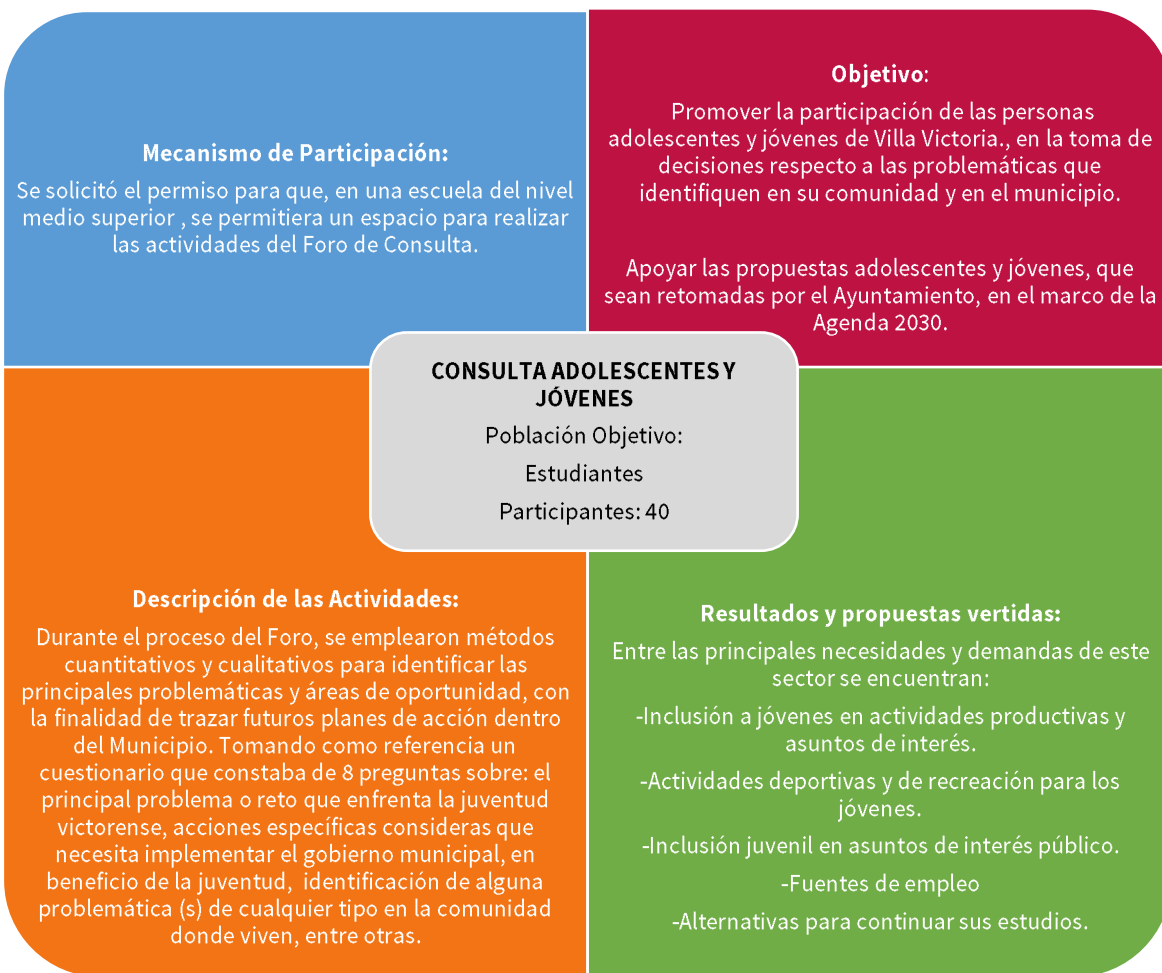 Mecanismo de Participación:
Se solicitó el permiso para que, en una escuela del nivel
medio superior , se permitiera un espacio para realizar
las actividades del Foro de Consulta.
Objetivo:
Promover la participación de las personas
adolescentes y jóvenes de Villa Victoria., en la toma de
decisiones respecto a las problemáticas que
identifiquen en su comunidad y en el municipio.
Apoyar las propuestas adolescentes y jóvenes, que
sean retomadas por el Ayuntamiento, en el marco de la
Agenda 2030.
CONSULTA ADOLESCENTES Y
JÓVENES
Población Objetivo:
Estudiantes
Participantes: 40
Descripción de las Actividades:
Durante el proceso del Foro, se emplearon métodos
cuantitativos y cualitativos para identificar las
principales problemáticas y áreas de oportunidad, con
la finalidad de trazar futuros planes de acción dentro
del Municipio. Tomando como referencia un
cuestionario que constaba de 8 preguntas sobre: el
principal problema o reto que enfrenta la juventud
victorense, acciones específicas consideras que
necesita implementar el gobierno municipal, en
beneficio de la juventud,  identificación de alguna
problemática (s) de cualquier tipo en la comunidad
donde viven, entre otras.
Resultados y propuestas vertidas:
Entre las principales necesidades y demandas de este
sector se encuentran:
-Inclusión a jóvenes en actividades productivas y
asuntos de interés.
-Actividades deportivas y de recreación para los
jóvenes.
-Inclusión juvenil en asuntos de interés público.
-Fuentes de empleo
-Alternativas para continuar sus estudios.